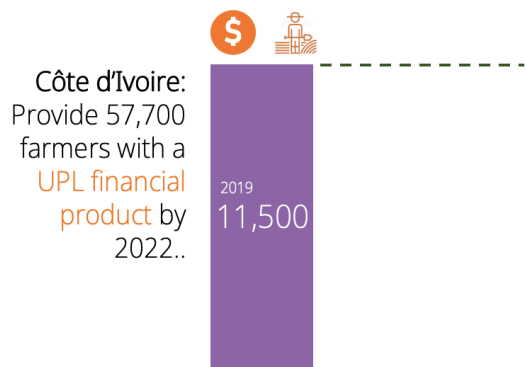 $
Côte d'Ivoire:
Provide 57,700
farmers with a
UPL financial
product by
2022..
2019
11,500